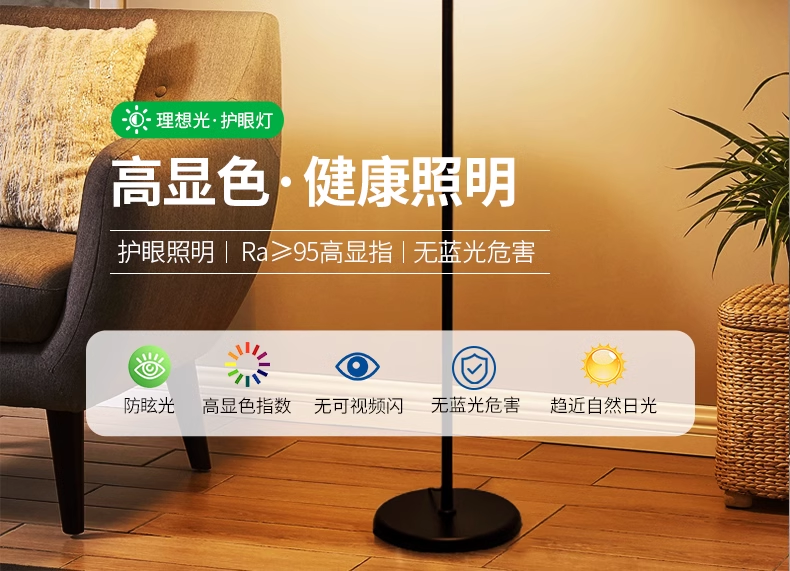 理想光·护眼灯
高显色·健康照明
护眼照明| Ra≥95高显指|无蓝光危害
防眩光 高显色指数 无可视频闪 无蓝光危害 趋近自然日光